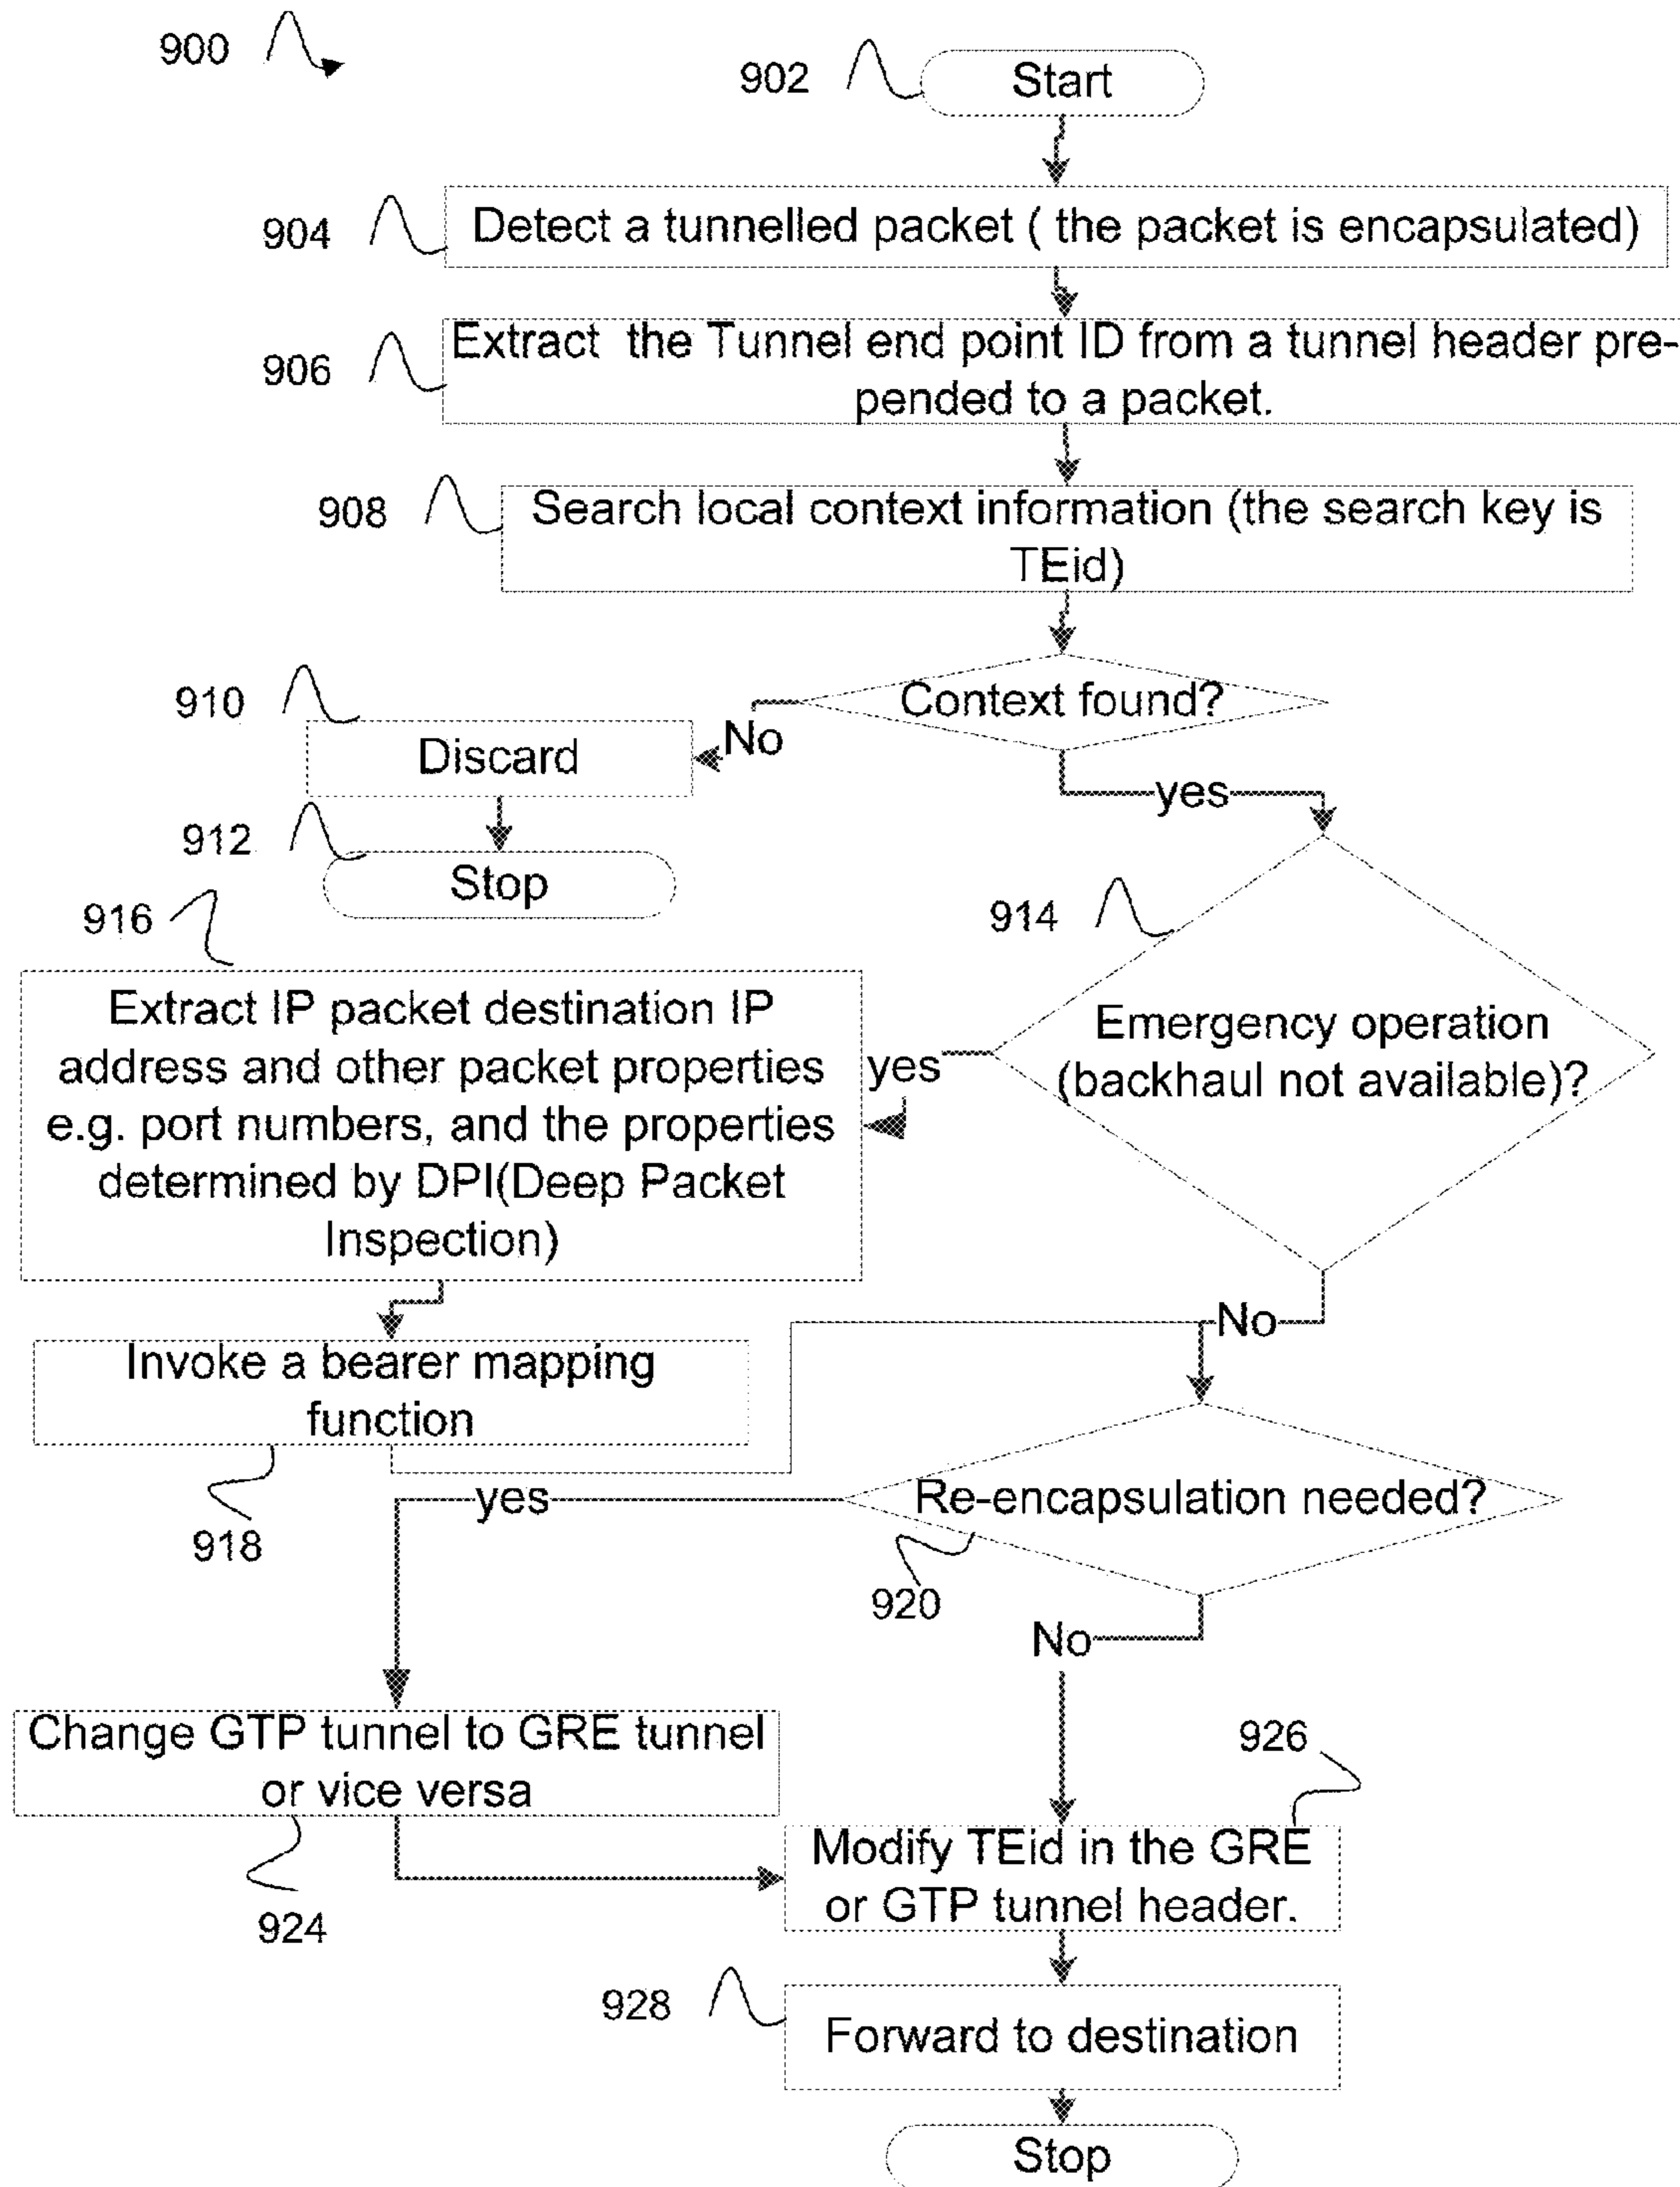 900
902
Start
904
Detect a tunnelled packet ( the packet is encapsulated)
906
Extract the Tunnel end point ID from a tunnel header pre-
pended to a packet.
908
Search local context information (the search key is
TEid)
Context found?
910
No
Discard
yes
912
Stop
916
914
Extract IP packet destination IP
address and other packet properties
e.g. port numbers, and the properties
determined by DPI(Deep Packet
Inspection)
yes
Emergency operation
(backhaul not available)?
No
Invoke a bearer mapping
function
918
yes
Re-encapsulation needed?
920
No
Change GTP tunnel to GRE tunnel
or vice versa
924
926
Modify TEid in the GRE
or GTP tunnel header.
928
Forward to destination
Stop